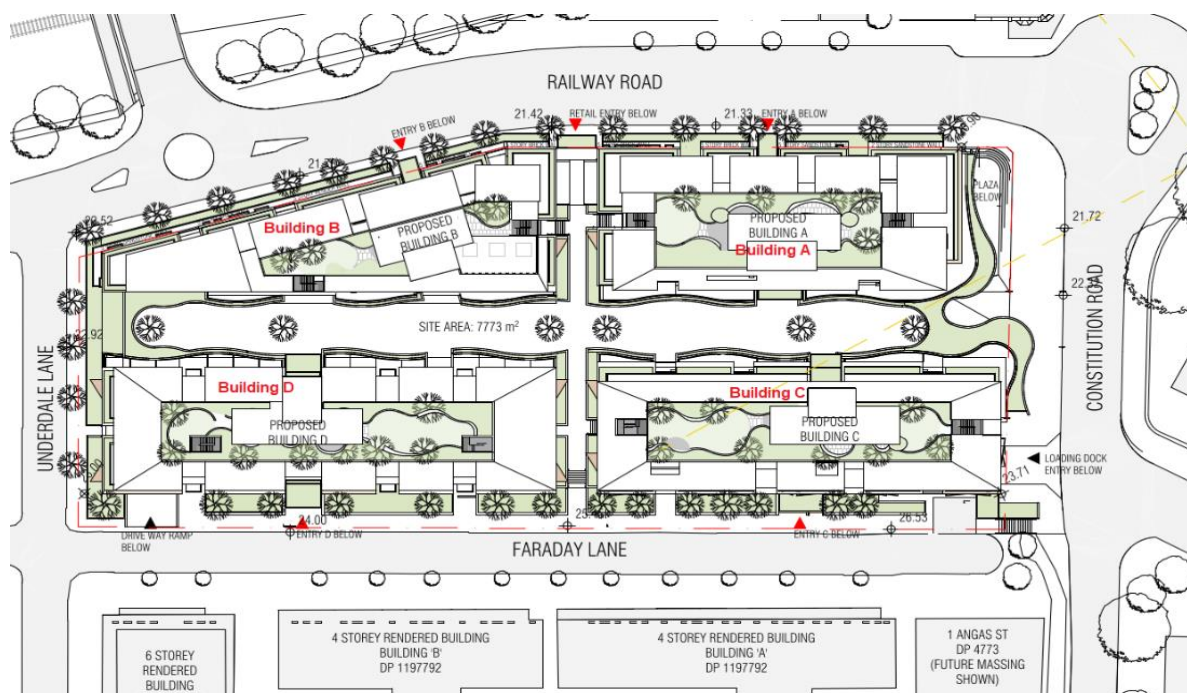 RAILWAY ROAD
21.42
RETAIL ENTRY BELOW
21.33
ENTRY A BELOW
ENTRY B BELOW
PLAZA
BELOW
Building B
PROPOSED
BUILDING B
PROPOSED
BUILDING A
Building A
21.72
UNDERDALE LANE
SITE AREA: 7773 m²
CONSTITUTION ROAD
Building D
PROPOSED
BUILDING D
Building C
PROPOSED
BUILDING C
LOADING DOCK
ENTRY BELOW
23.71
24.00
26.53
DRIVE WAY RAMP
BELOW
ENTRY D BELOW
ENTRY C BELOW
FARADAY LANE
6 STOREY
RENDERED
BUILDING
4 STOREY RENDERED BUILDING
BUILDING 'B'
DP 1197792
4 STOREY RENDERED BUILDING
BUILDING 'A'
DP 1197792
1 ANGAS ST
DP 4773
(FUTURE MASSING
SHOWN)